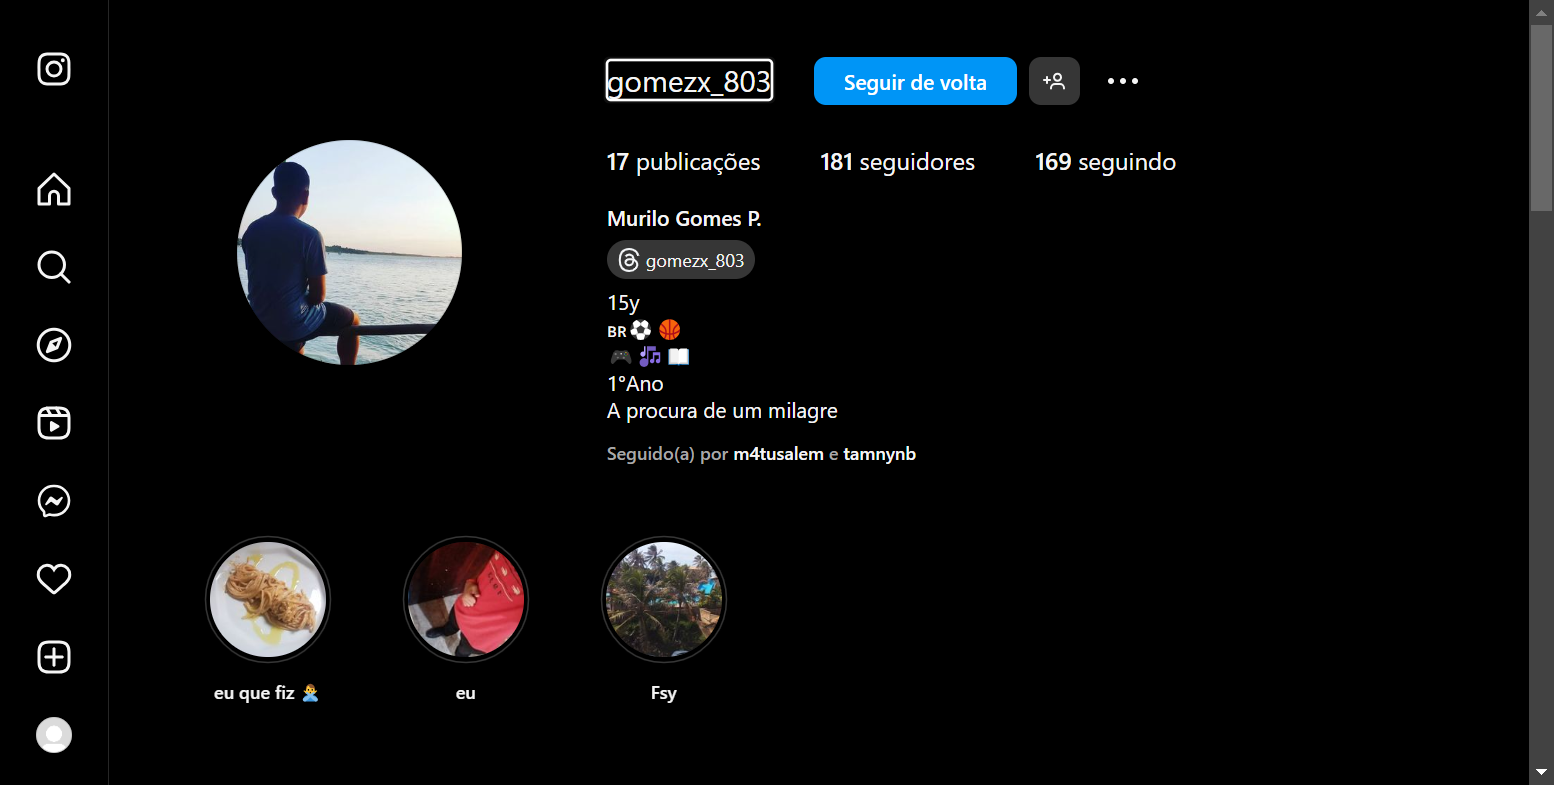 gomezx_803 Seguir de volta
17 publicações 181 seguidores 169 seguindo
Murilo Gomes P.
gomezx_803
15y
BR⚽🏀
🎮🎶📖
1°Ano
A procura de um milagre
Seguido(a) por m4tusalem e tamnynb
eu que fiz 🙍‍♂️ eu Fsy